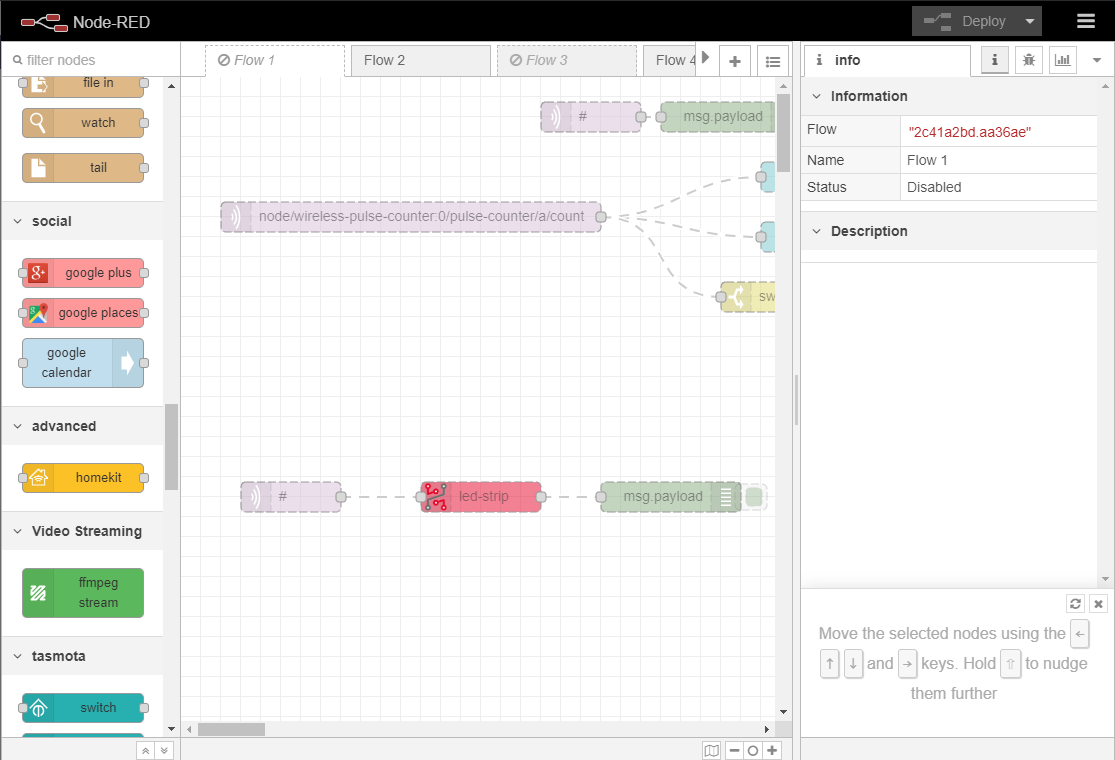 Node-RED
Deploy
filter nodes
Flow 1
Flow 2
Flow 3
Flow 4
info
file in
watch
tail
social
google plus
google places
google
calendar
advanced
homekit
Video Streaming
ffmpeg
stream
tasmota
switch
#
msg.payload
node/wireless-pulse-counter:0/pulse-counter/a/count
sw
#
led-strip
msg.payload
Information
Flow "2c41a2bd.aa36ae"
Name Flow 1
Status Disabled
Description
Move the selected nodes using the ←
↑ ↓ and → keys. Hold ⇧ to nudge
them further